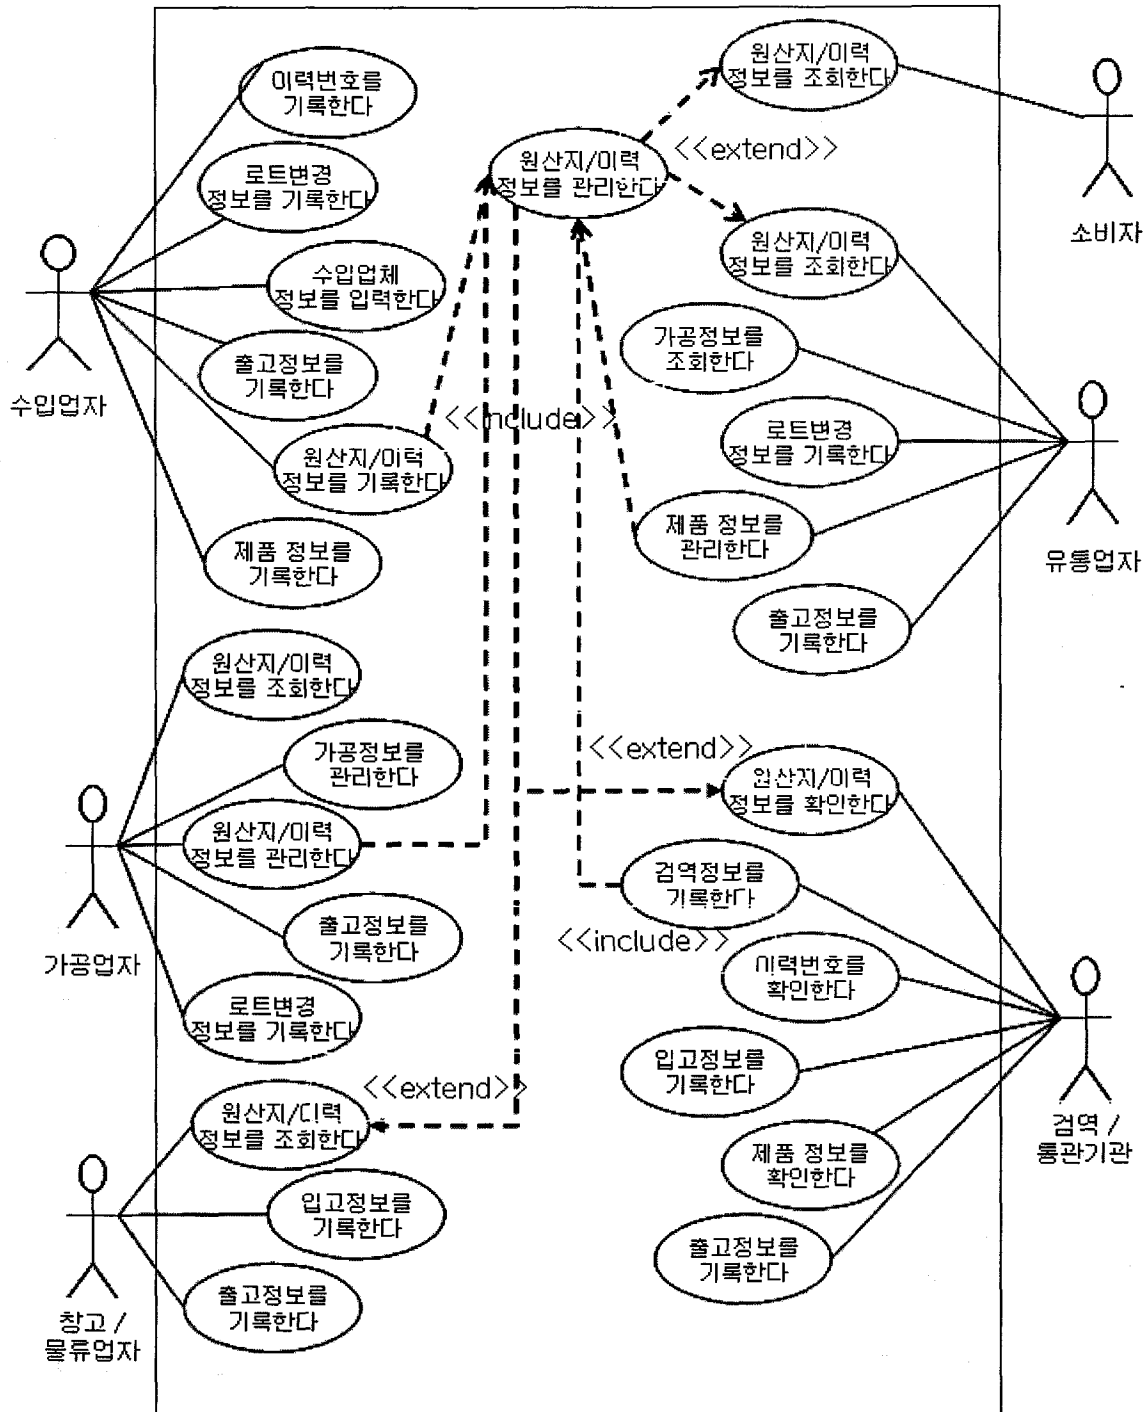 이력번호를
기록한다
로트변경
정보를 기록한다
수입업체
정보를 입력한다
출고정보를
기록한다
원산지/이력
정보를 기록한다
제품 정보를
기록한다
수입업자
원산지/이력
정보를 관리한다
<<extend>>
<<include>>
원산지/이력
정보를 조회한다
소비자
원산지/이력
정보를 조회한다
가공정보를
조회한다
로트변경
정보를 기록한다
제품 정보를
관리한다
출고정보를
기록한다
유통업자
원산지/이력
정보를 조회한다
가공정보를
관리한다
원산지/이력
정보를 관리한다
출고정보를
기록한다
로트변경
정보를 기록한다
가공업자
<<extend>>
원산지/이력
정보를 확인한다
검역정보를
기록한다
<<include>>
이력번호를
확인한다
입고정보를
기록한다
제품 정보를
확인한다
출고정보를
기록한다
검역 /
통관기관
<<extend>>
원산지/이력
정보를 조회한다
입고정보를
기록한다
출고정보를
기록한다
창고 /
물류업자